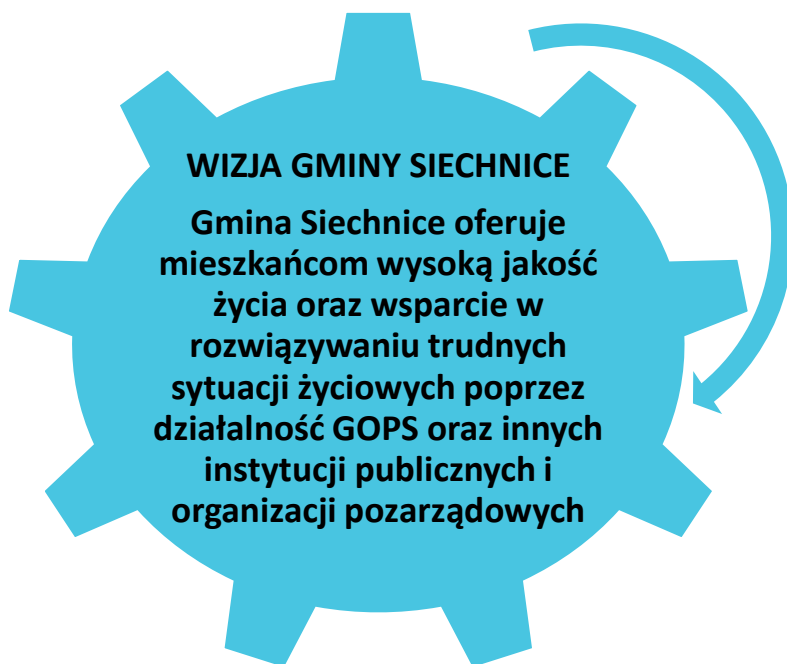 WIZJA GMINY SIECHNICE
Gmina Siechnice oferuje
mieszkańcom wysoką jakość
życia oraz wsparcie w
rozwiązywaniu trudnych
sytuacji życiowych poprzez
działalność GOPS oraz innych
instytucji publicznych i
organizacji pozarządowych